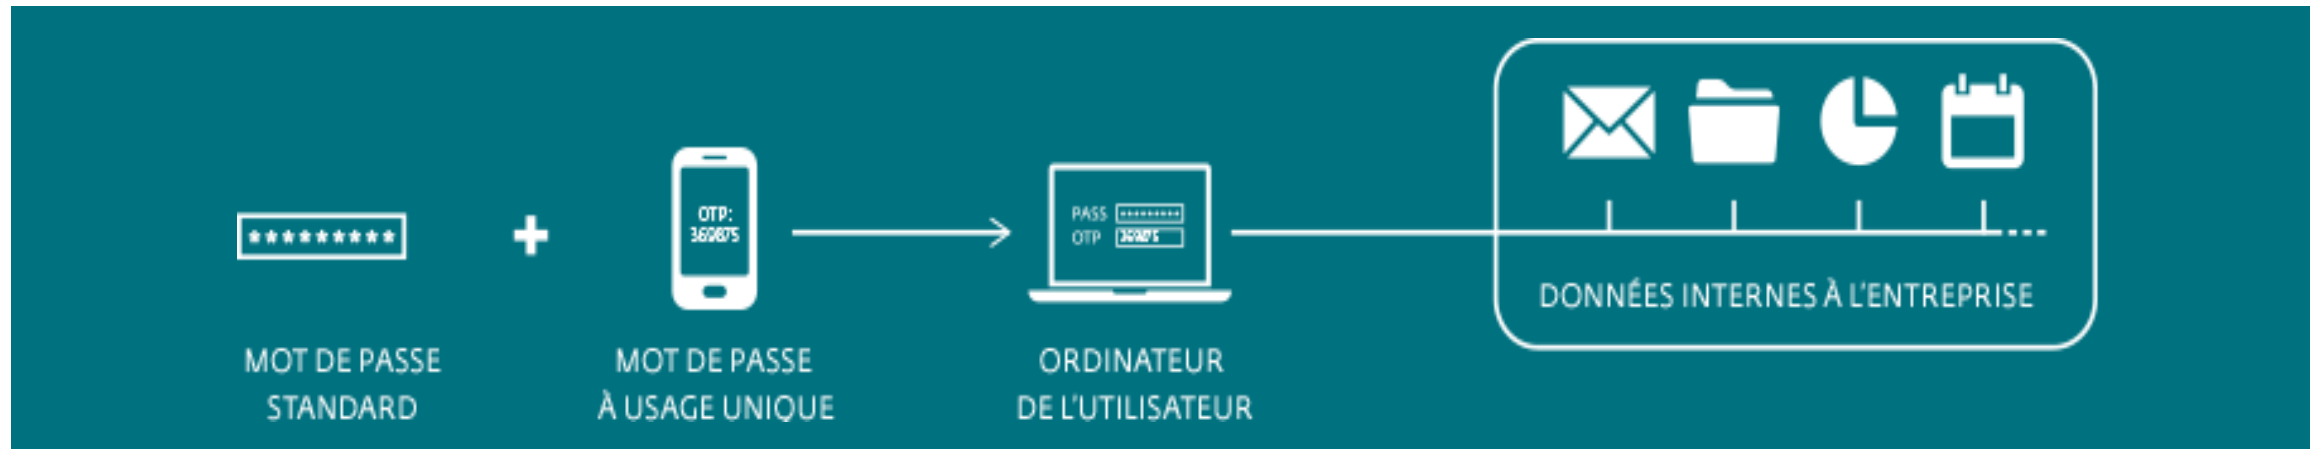 *********
OTP:
369875
PASS *********
OTP 369875
DONNÉES INTERNES À L'ENTREPRISE
MOT DE PASSE
STANDARD
MOT DE PASSE
À USAGE UNIQUE
ORDINATEUR
DE L'UTILISATEUR